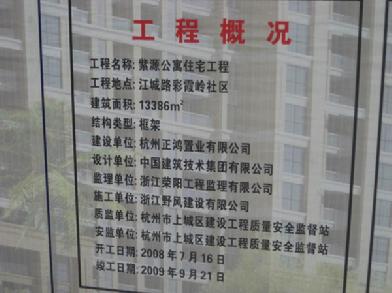 工程概况
工程名称: 紫源公寓住宅工程
工程地点: 江城路彩霞岭社区
建筑面积: 13386m²
结构类型: 框架
建设单位: 杭州正鸿置业有限公司
设计单位: 中国建筑技术集团有限公司
监理单位: 浙江荣阳工程监理有限公司
施工单位: 浙江野风建设有限公司
质监单位: 杭州市上城区建设工程质量安全监督站
安监单位: 杭州市上城区建设工程质量安全监督站
开工日期: 2008年7月16日
竣工日期: 2009年9月21日